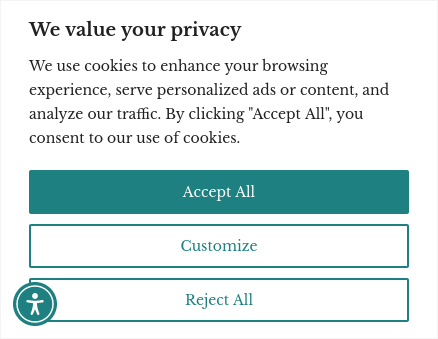 We value your privacy
We use cookies to enhance your browsing
experience, serve personalized ads or content, and
analyze our traffic. By clicking "Accept All", you
consent to our use of cookies.
Accept All
Customize
Reject All